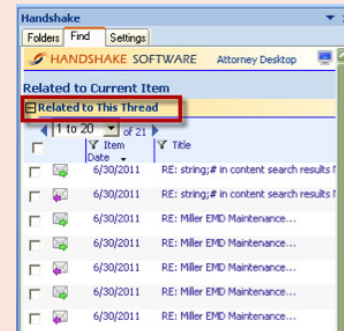 Handshake
Folders Find Settings
HANDSHAKE SOFTWARE Attorney Desktop
Related to Current Item
Related to This Thread
1 to 20 of 21
Item Date Title
6/30/2011 RE: string;# in content search results
6/30/2011 RE: string;# in content search results
6/30/2011 RE: Miller EMD Maintenance...
6/30/2011 RE: Miller EMD Maintenance...
6/30/2011 RE: Miller EMD Maintenance...
6/30/2011 RE: Miller EMD Maintenance...
6/30/2011 RE: Miller EMD Maintenance...